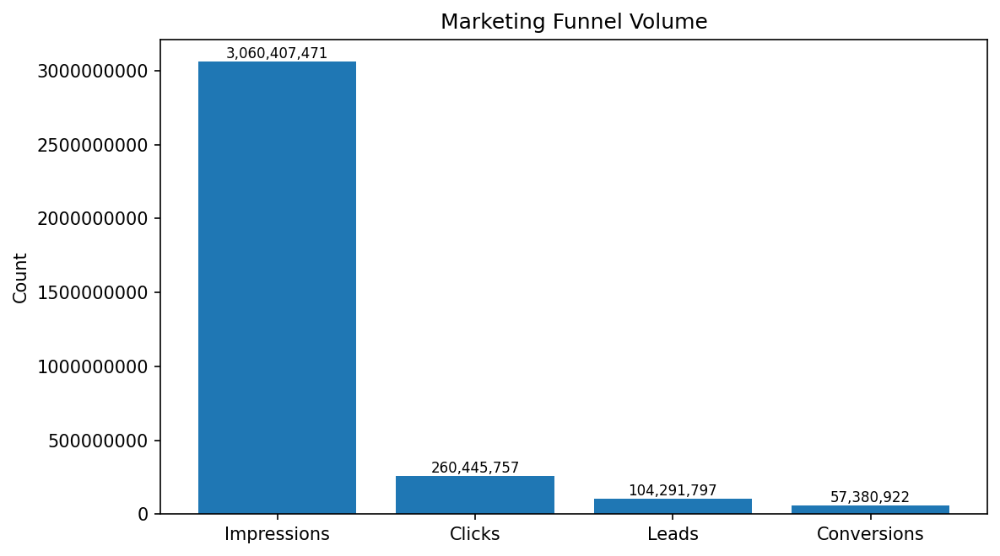 Marketing Funnel Volume
3,060,407,471
3000000000
2500000000
2000000000
1500000000
1000000000
500000000
0
Count
260,445,757
104,291,797
57,380,922
Impressions
Clicks
Leads
Conversions